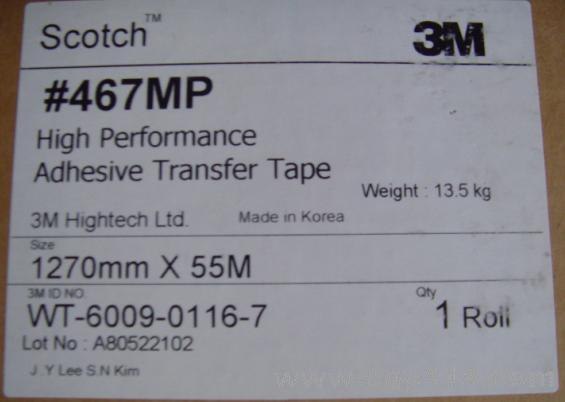 Scotch™
3M
#467MP
High Performance
Adhesive Transfer Tape
Weight : 13.5 kg
3M Hightech Ltd.
Made in Korea
Size
1270mm X 55M
3M ID NO.
Qty
WT-6009-0116-7
1 Roll
Lot No : A80522102
J .Y Lee S.N Kim